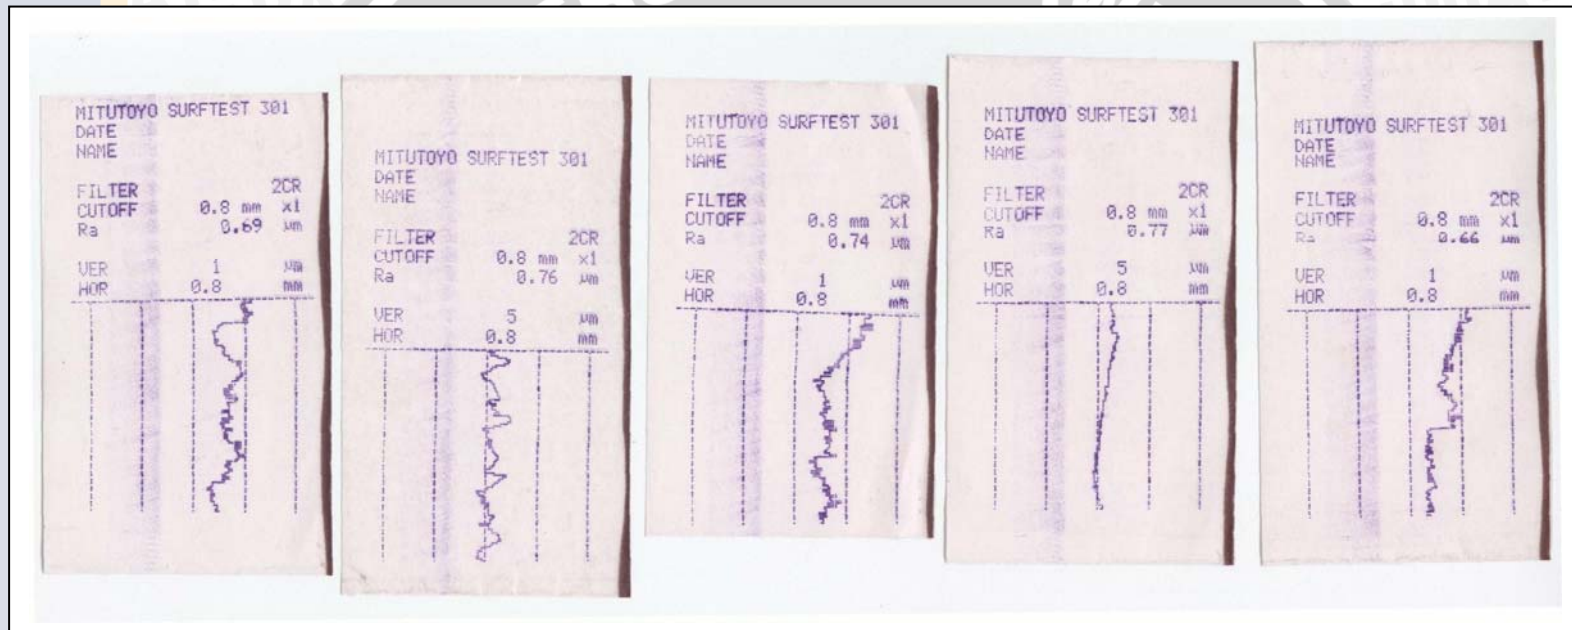 MITUTOYO SURFTEST 301
DATE
NAME
FILTER 2CR
CUTOFF 0.8 mm x1
Ra 0.69 µm
VER 1 µm
HOR 0.8 mm
MITUTOYO SURFTEST 301
DATE
NAME
FILTER 2CR
CUTOFF 0.8 mm x1
Ra 0.76 µm
VER 5 µm
HOR 0.8 mm
MITUTOYO SURFTEST 301
DATE
NAME
FILTER 2CR
CUTOFF 0.8 mm x1
Ra 0.74 µm
VER 1 µm
HOR 0.8 mm
MITUTOYO SURFTEST 301
DATE
NAME
FILTER 2CR
CUTOFF 0.8 mm x1
Ra 0.77 µm
VER 5 µm
HOR 0.8 mm
MITUTOYO SURFTEST 301
DATE
NAME
FILTER 2CR
CUTOFF 0.8 mm x1
Ra 0.66 µm
VER 1 µm
HOR 0.8 mm